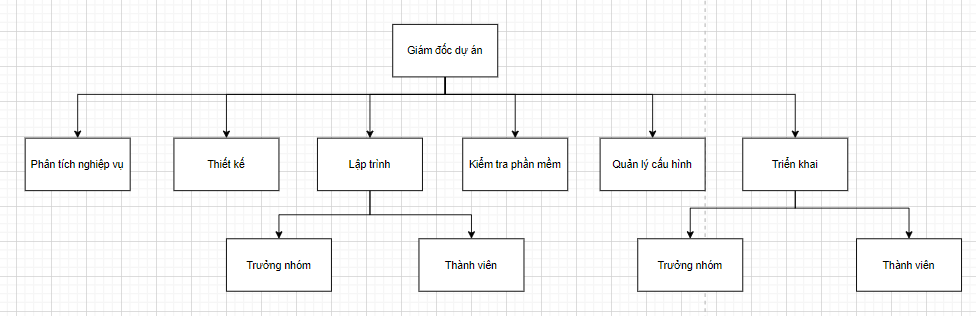 Giám đốc dự án
Phân tích nghiệp vụ
Thiết kế
Lập trình
Kiểm tra phần mềm
Quản lý cấu hình
Triển khai
Trưởng nhóm
Thành viên
Trưởng nhóm
Thành viên